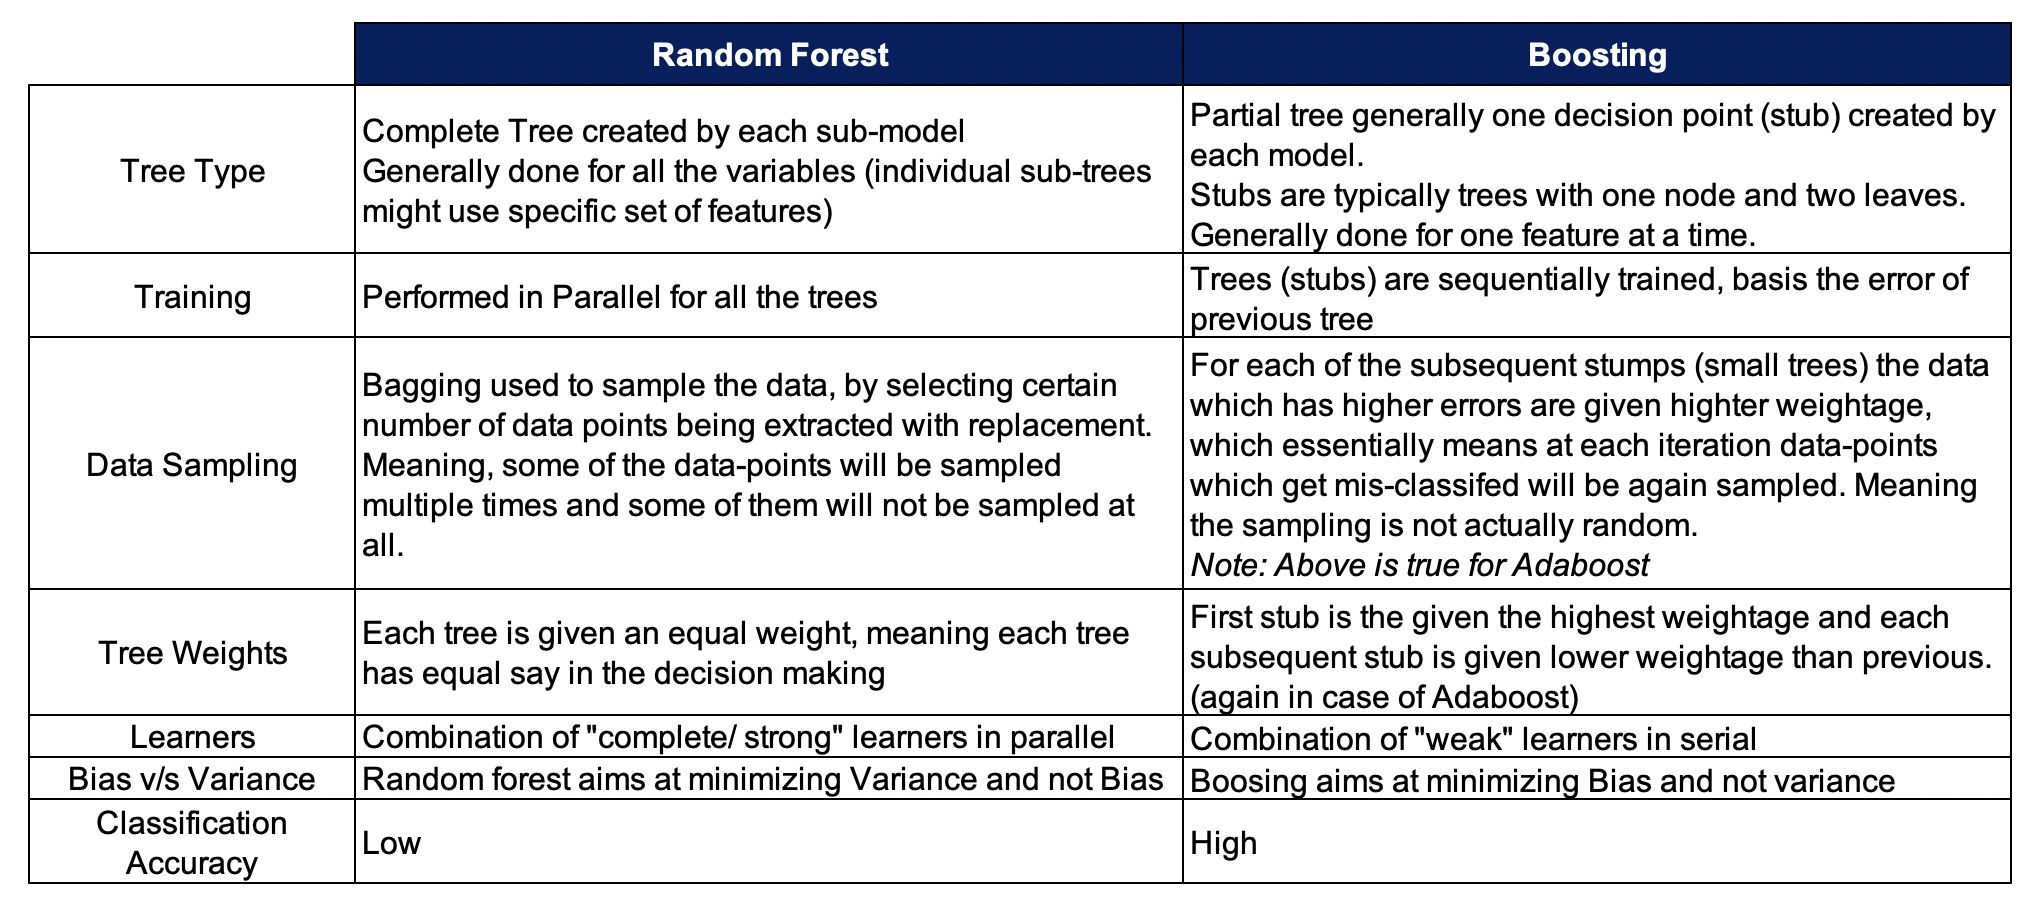 Random Forest
Boosting
Tree Type
Complete Tree created by each sub-model
Generally done for all the variables (individual sub-trees
might use specific set of features)
Partial tree generally one decision point (stub) created by
each model.
Stubs are typically trees with one node and two leaves.
Generally done for one feature at a time.
Training
Performed in Parallel for all the trees
Trees (stubs) are sequentially trained, basis the error of
previous tree
Data Sampling
Bagging used to sample the data, by selecting certain
number of data points being extracted with replacement.
Meaning, some of the data-points will be sampled
multiple times and some of them will not be sampled at
all.
For each of the subsequent stumps (small trees) the data
which has higher errors are given highter weightage,
which essentially means at each iteration data-points
which get mis-classifed will be again sampled. Meaning
the sampling is not actually random.
Note: Above is true for Adaboost
Tree Weights
Each tree is given an equal weight, meaning each tree
has equal say in the decision making
First stub is the given the highest weightage and each
subsequent stub is given lower weightage than previous.
(again in case of Adaboost)
Learners
Combination of "complete/ strong" learners in parallel
Combination of "weak" learners in serial
Bias v/s Variance
Random forest aims at minimizing Variance and not Bias
Boosing aims at minimizing Bias and not variance
Classification
Accuracy
Low
High